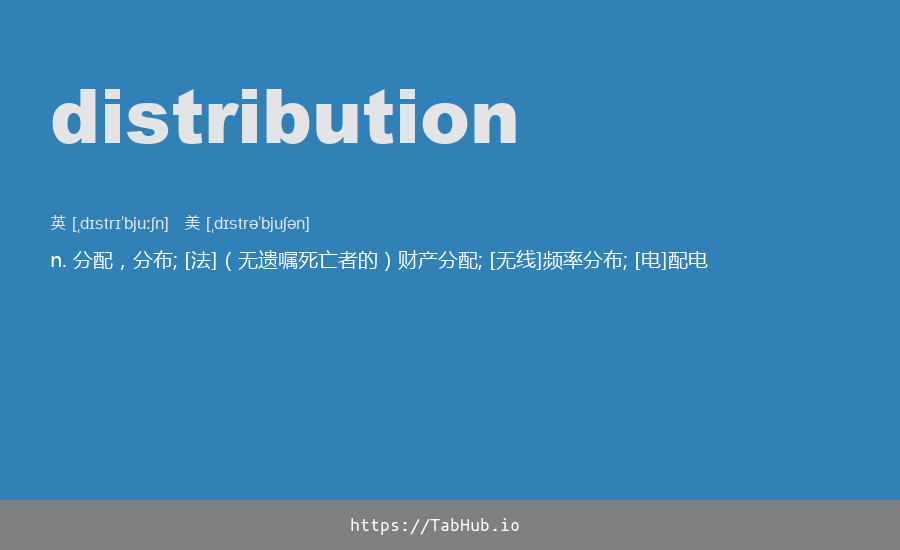 distribution
英 [ˌdɪstrɪˈbjuːʃn] 美 [ˌdɪstrəˈbjuʃən]
n. 分配，分布; [法]（无遗嘱死亡者的）财产分配; [无线]频率分布; [电]配电
https://TabHub.io